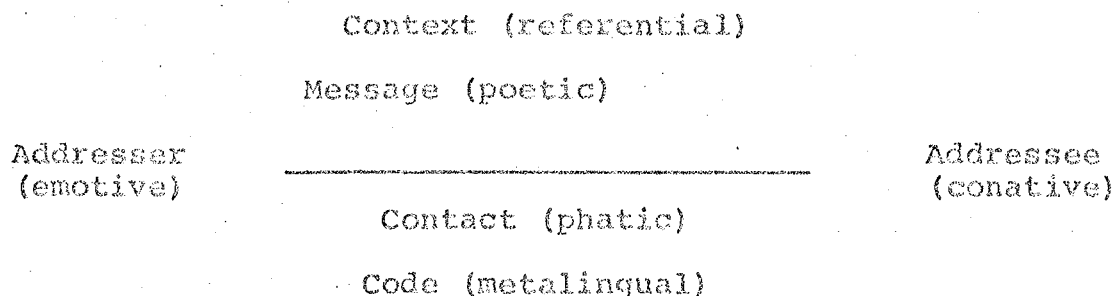 Context (referential)
Message (poetic)
Addresser Addressee
(emotive) (conative)
Contact (phatic)
Code (metalingual)